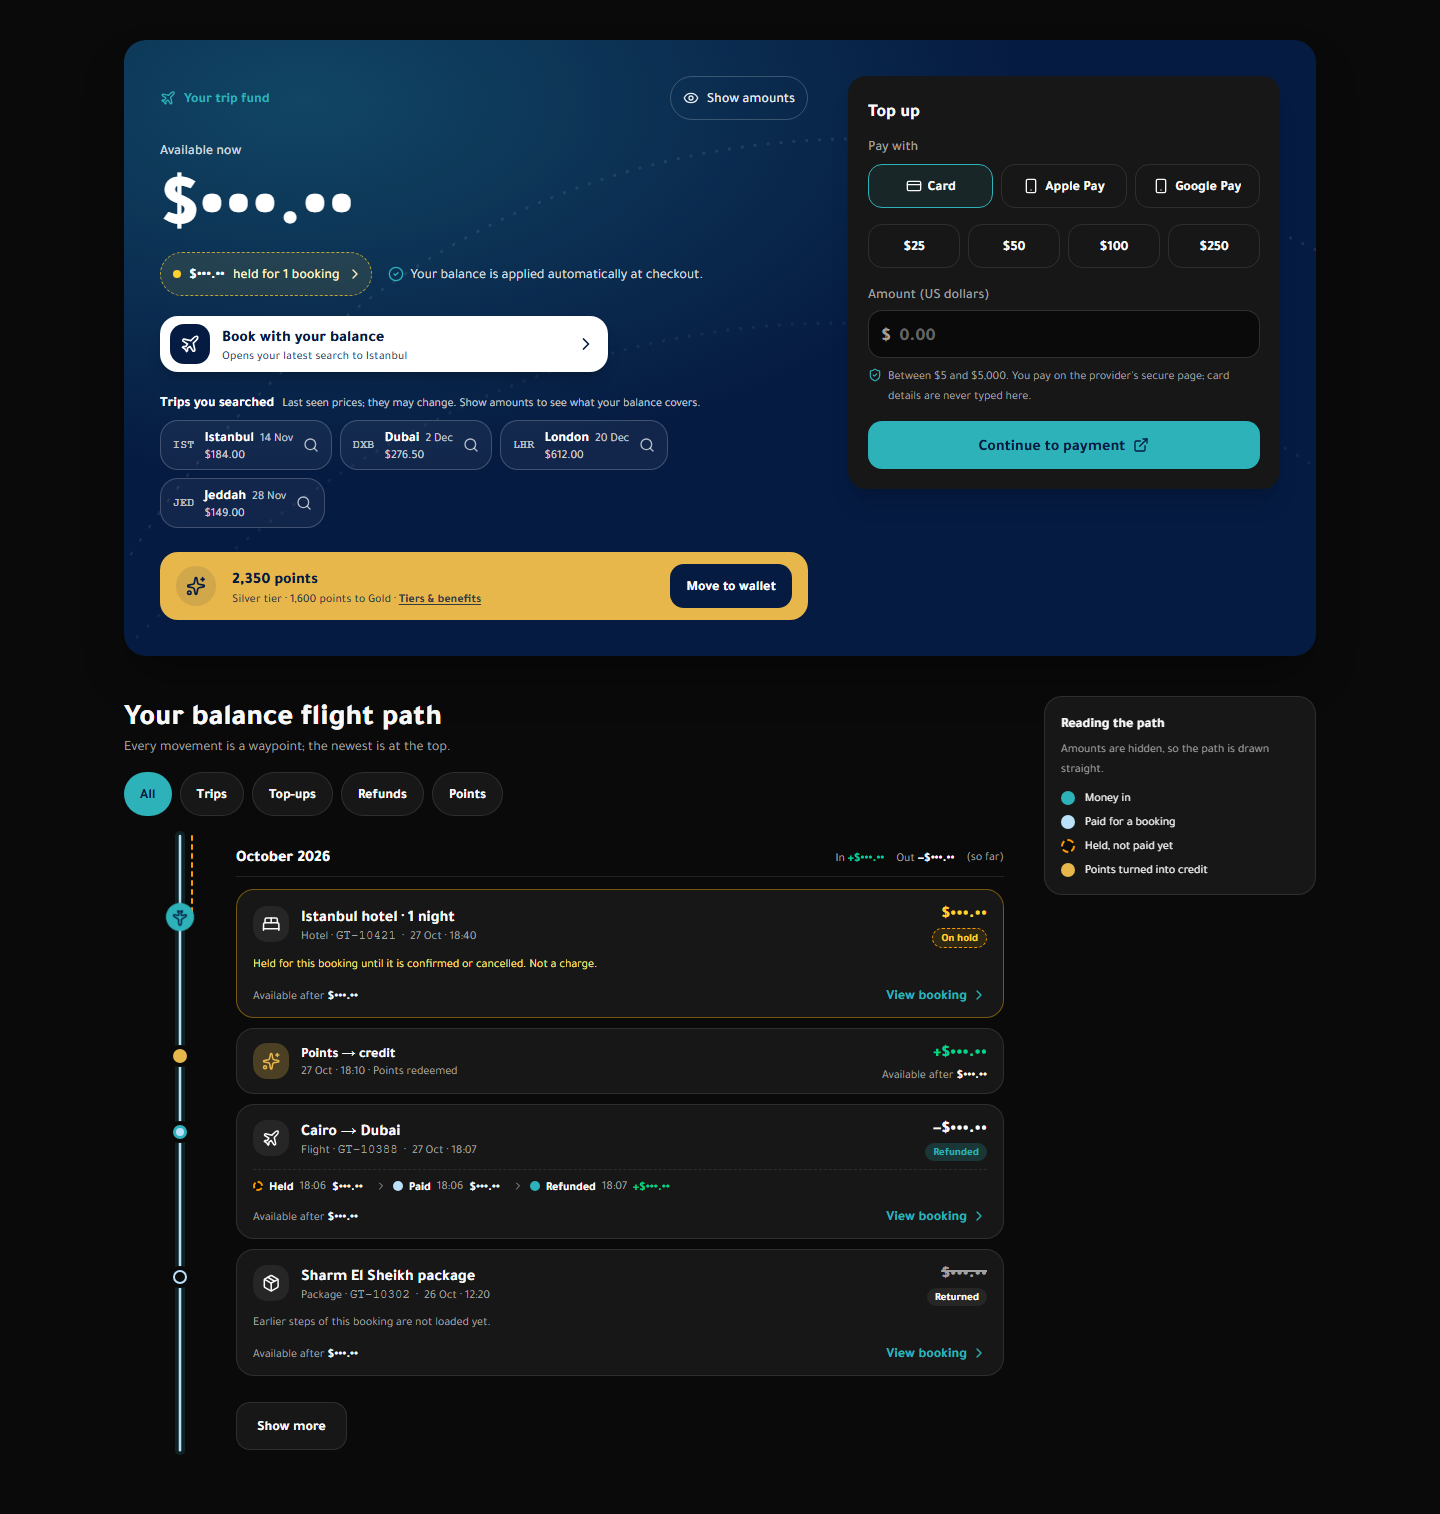 Your trip fund
Show amounts
Available now
$•••.••
$•••.•• held for 1 booking
Your balance is applied automatically at checkout.
Book with your balance
Opens your latest search to Istanbul
Trips you searched Last seen prices; they may change. Show amounts to see what your balance covers.
IST Istanbul 14 Nov
$184.00
DXB Dubai 2 Dec
$276.50
LHR London 20 Dec
$612.00
JED Jeddah 28 Nov
$149.00
2,350 points
Silver tier · 1,600 points to Gold · Tiers & benefits
Move to wallet
Top up
Pay with
Card
Apple Pay
Google Pay
$25
$50
$100
$250
Amount (US dollars)
$ 0.00
Between $5 and $5,000. You pay on the provider's secure page; card
details are never typed here.
Continue to payment
Your balance flight path
Every movement is a waypoint; the newest is at the top.
All
Trips
Top-ups
Refunds
Points
October 2026
In +$•••.•• Out −$•••.•• (so far)
Istanbul hotel · 1 night
$•••.••
Hotel · GT-10421 · 27 Oct · 18:40
On hold
Held for this booking until it is confirmed or cancelled. Not a charge.
Available after $•••.••
View booking
Points → credit
+$•••.••
27 Oct · 18:10 · Points redeemed
Available after $•••.••
Cairo → Dubai
−$•••.••
Flight · GT-10388 · 27 Oct · 18:07
Refunded
Held 18:06 $•••.•• Paid 18:06 $•••.•• Refunded 18:07 +$•••.••
Available after $•••.••
View booking
Sharm El Sheikh package
$•••.••
Package · GT-10302 · 26 Oct · 12:20
Returned
Earlier steps of this booking are not loaded yet.
Available after $•••.••
View booking
Show more
Reading the path
Amounts are hidden, so the path is drawn
straight.
Money in
Paid for a booking
Held, not paid yet
Points turned into credit